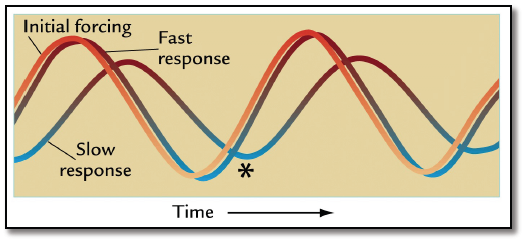 Initial forcing
Fast
response
Slow
response
*
Time